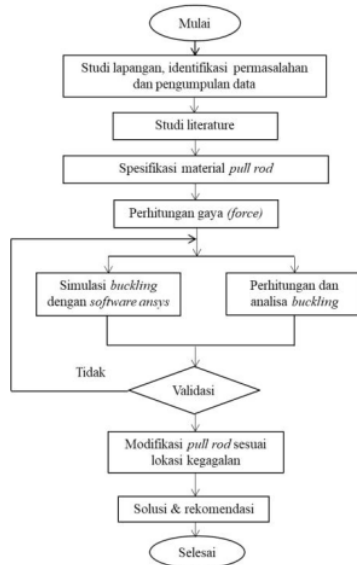 Mulai
Studi lapangan, identifikasi permasalahan
dan pengumpulan data
Studi literature
Spesifikasi material pull rod
Perhitungan gaya (force)
Simulasi buckling
dengan software ansys
Perhitungan dan
analisa buckling
Tidak
Validasi
Modifikasi pull rod sesuai
lokasi kegagalan
Solusi & rekomendasi
Selesai